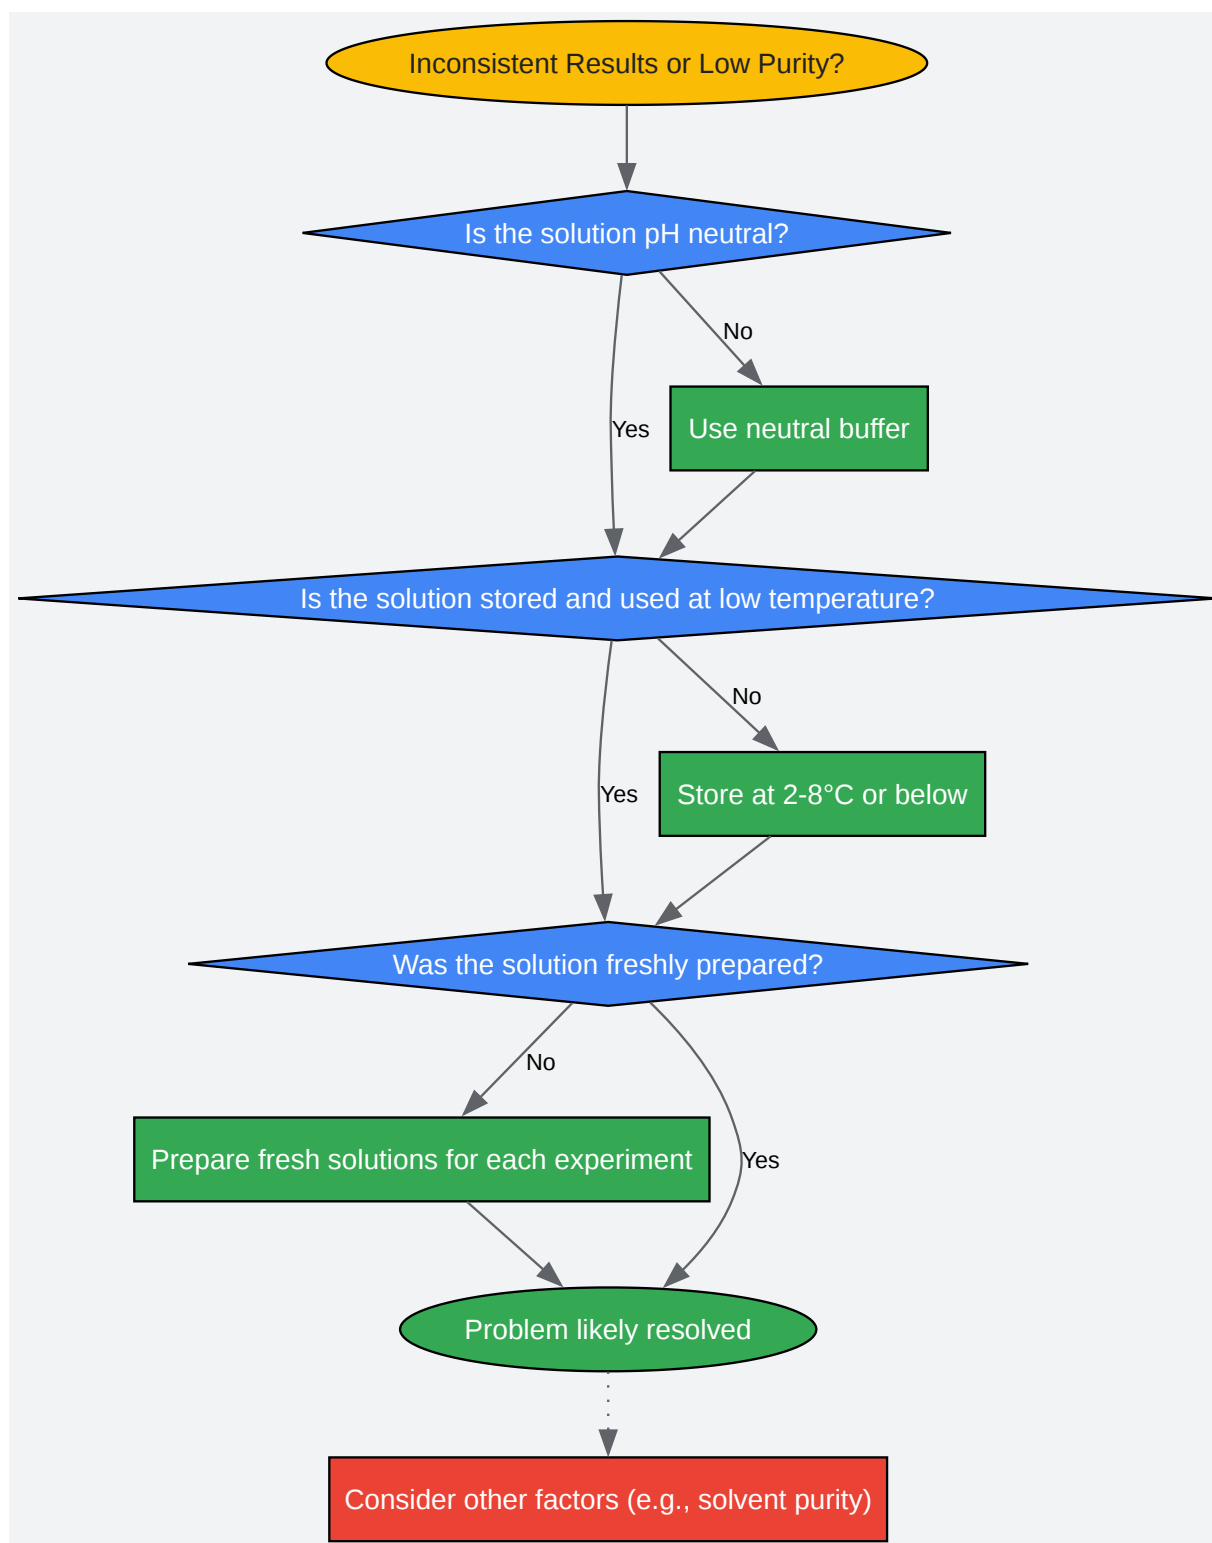 Inconsistent Results or Low Purity?
Is the solution pH neutral?
No
Yes
Use neutral buffer
Is the solution stored and used at low temperature?
No
Yes
Store at 2-8°C or below
Was the solution freshly prepared?
No
Prepare fresh solutions for each experiment
Yes
Problem likely resolved
Consider other factors (e.g., solvent purity)